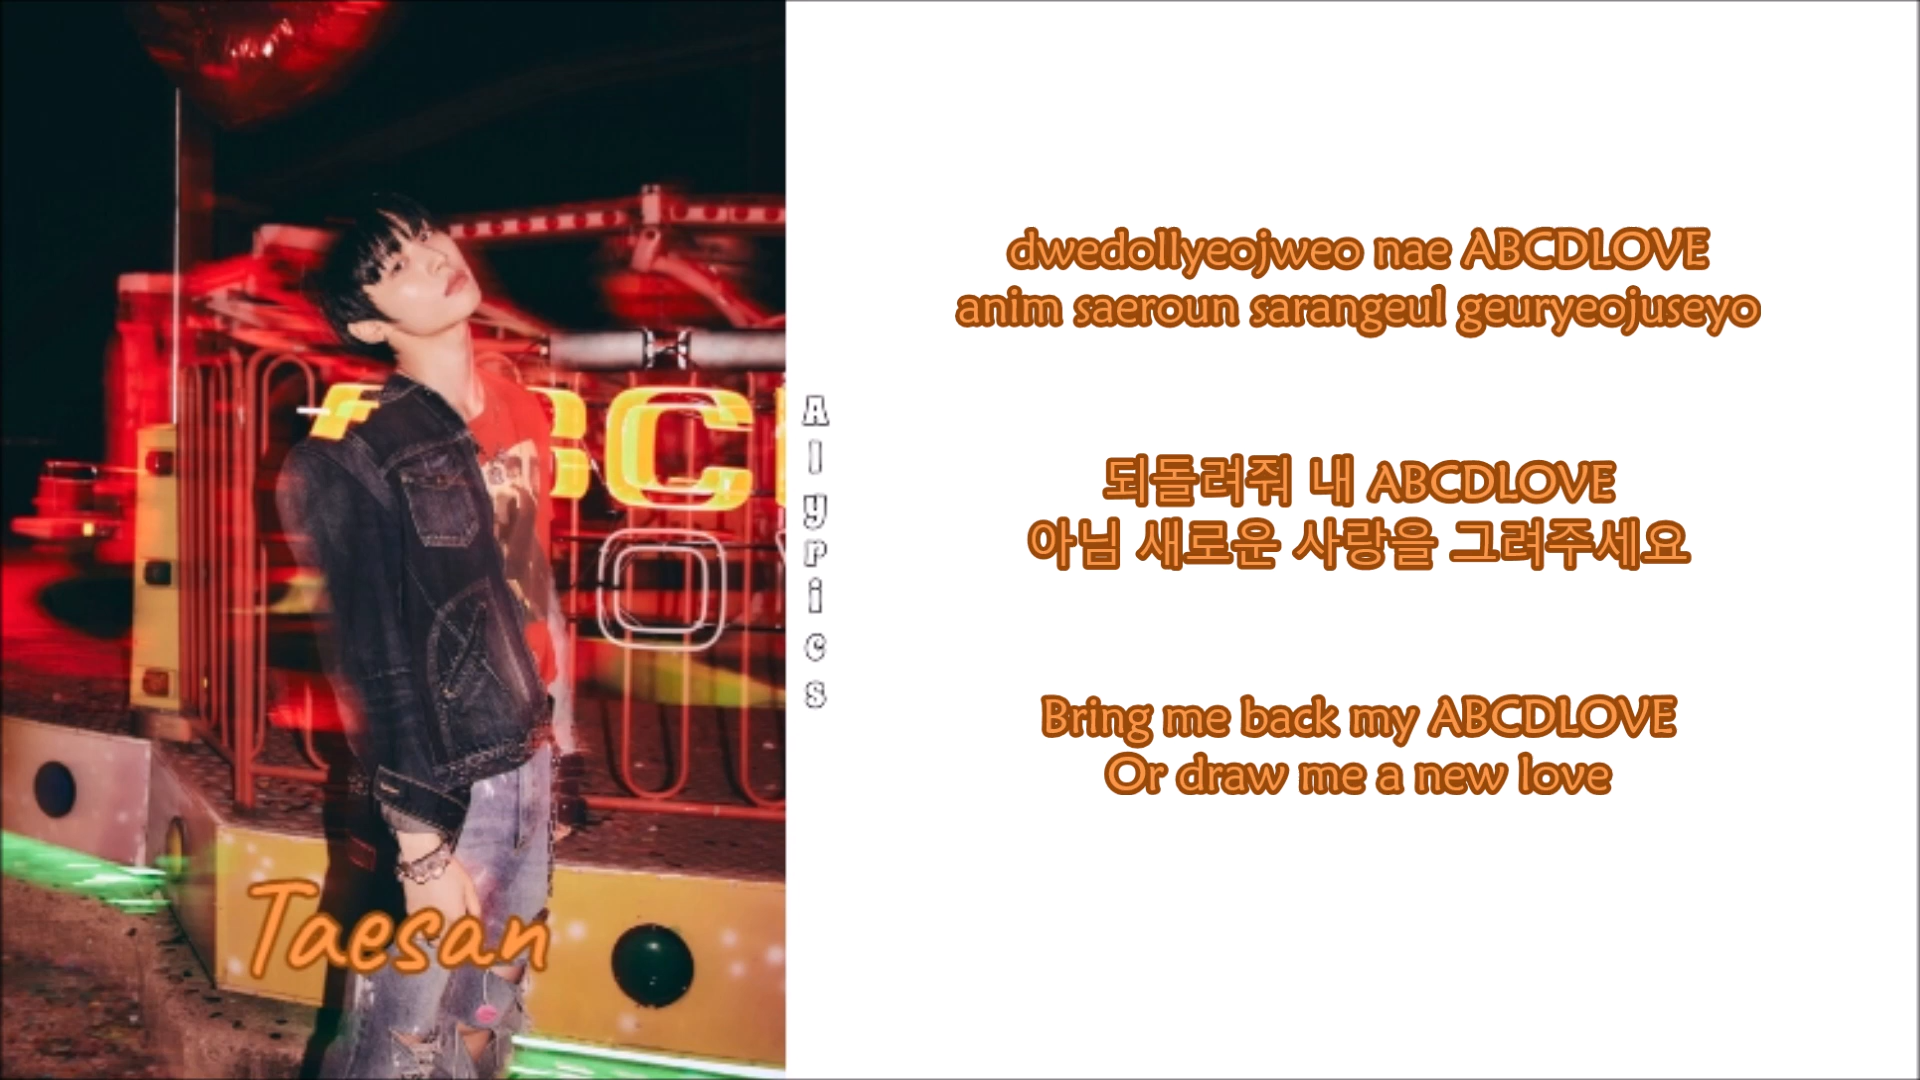 BC
O
Taesan
Alyrics
dwedollyeojweo nae ABCDLOVE
anim saeroun sarangeul geuryeojuseyo
되돌려줘 내 ABCDLOVE
아님 새로운 사랑을 그려주세요
Bring me back my ABCDLOVE
Or draw me a new love